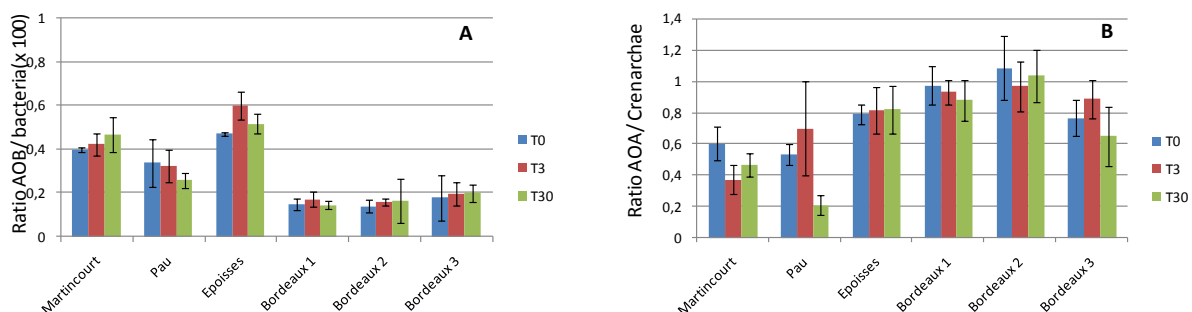 A
Ratio AOB/ bacteria(x 100)
1
0,8
0,6
0,4
0,2
0
Martincourt
Pau
Epoisses
Bordeaux 1
Bordeaux 2
Bordeaux 3
T0
T3
T30
B
Ratio AOA/ Crenarchae
1,4
1,2
1
0,8
0,6
0,4
0,2
0
Martincourt
Pau
Epoisses
Bordeaux 1
Bordeaux 2
Bordeaux 3
T0
T3
T30